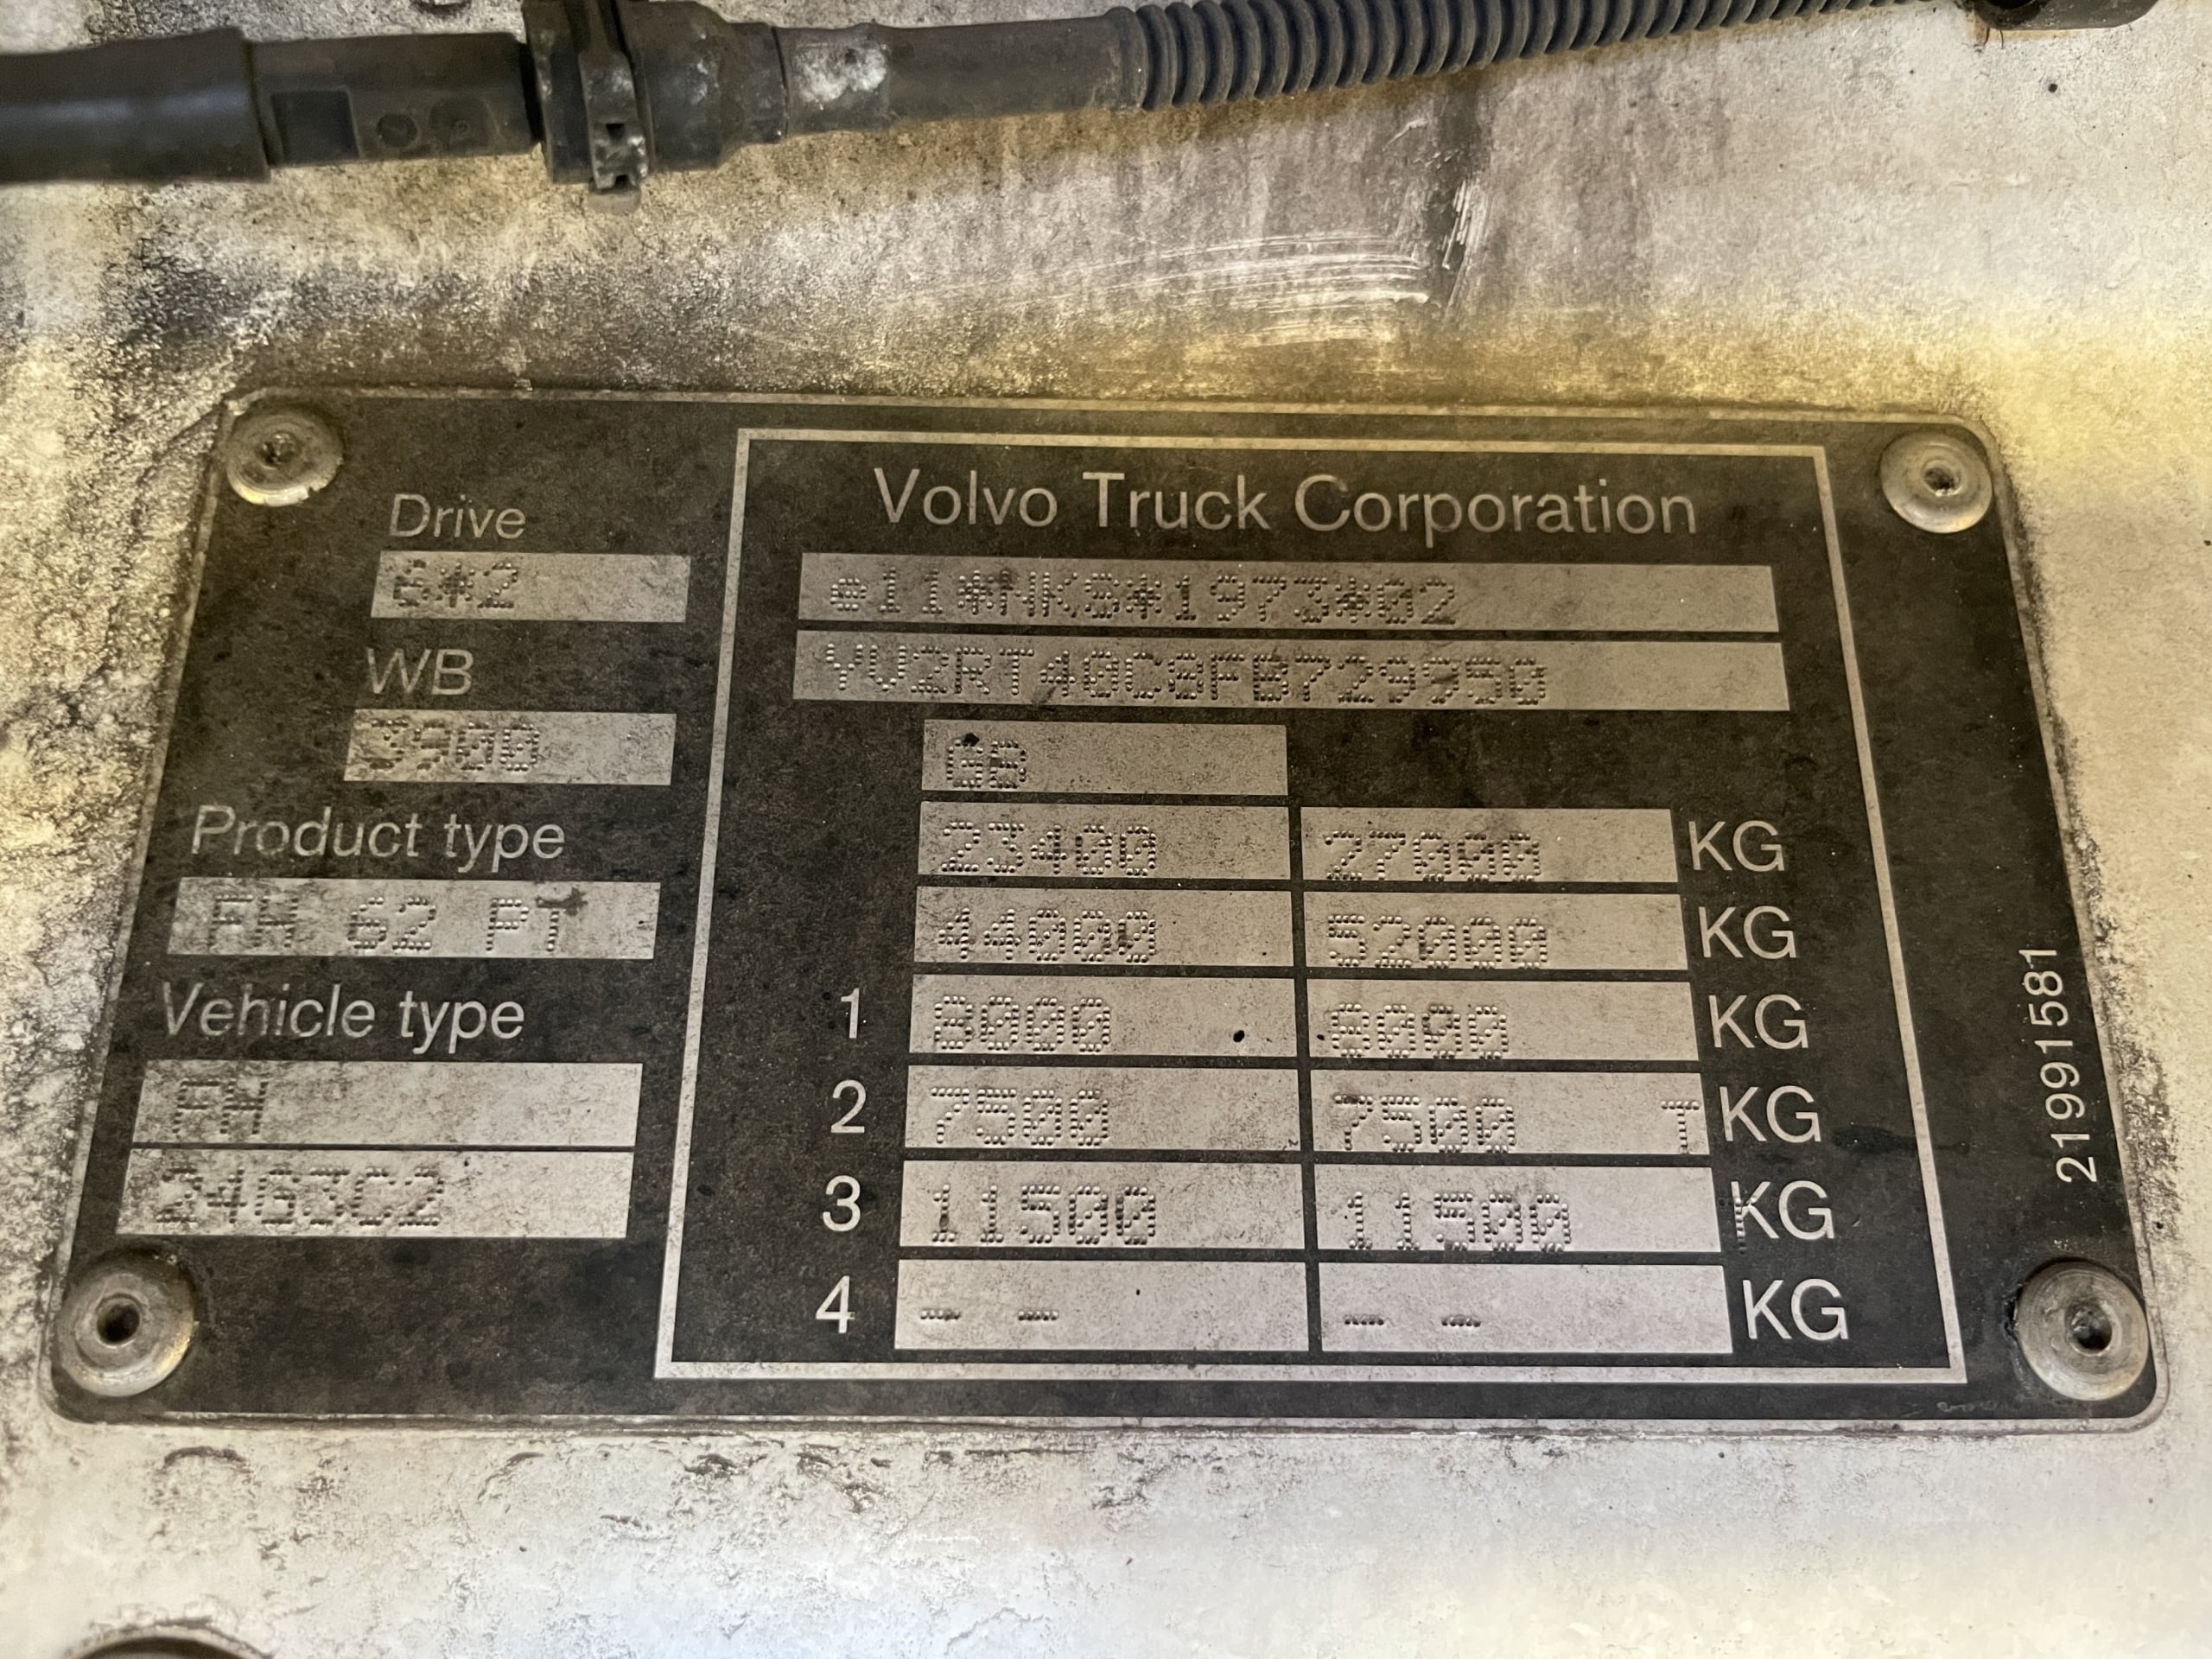 Drive
6*2
WB
3900
Product type
FH 62 PT
Vehicle type
FH
24G3C2
Volvo Truck Corporation
e11*NKS*1973*02
YV2RT40C8FB729950
GB
23400 27000 KG
44000 52000 KG
1 8000 8000 KG
2 7500 7500 T KG
3 11500 11500 KG
4 -- -- KG
21991581